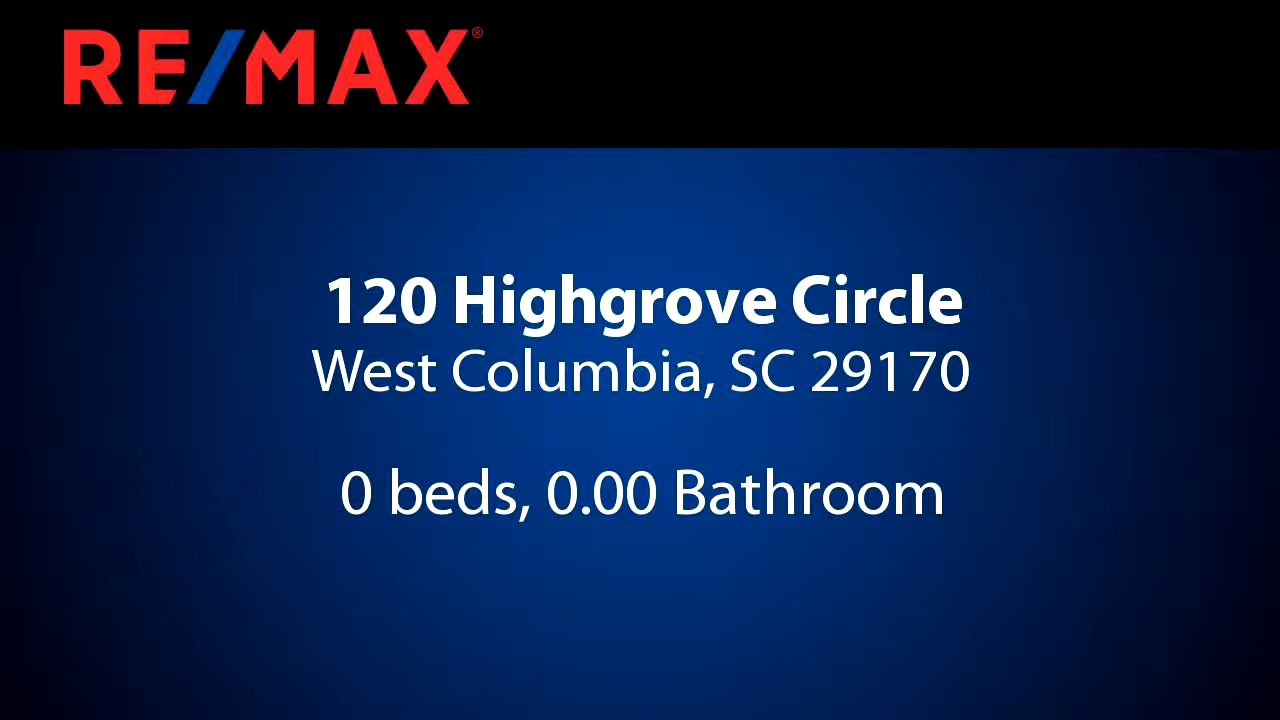 RE/MAX®
120 Highgrove Circle
West Columbia, SC 29170
0 beds, 0.00 Bathroom